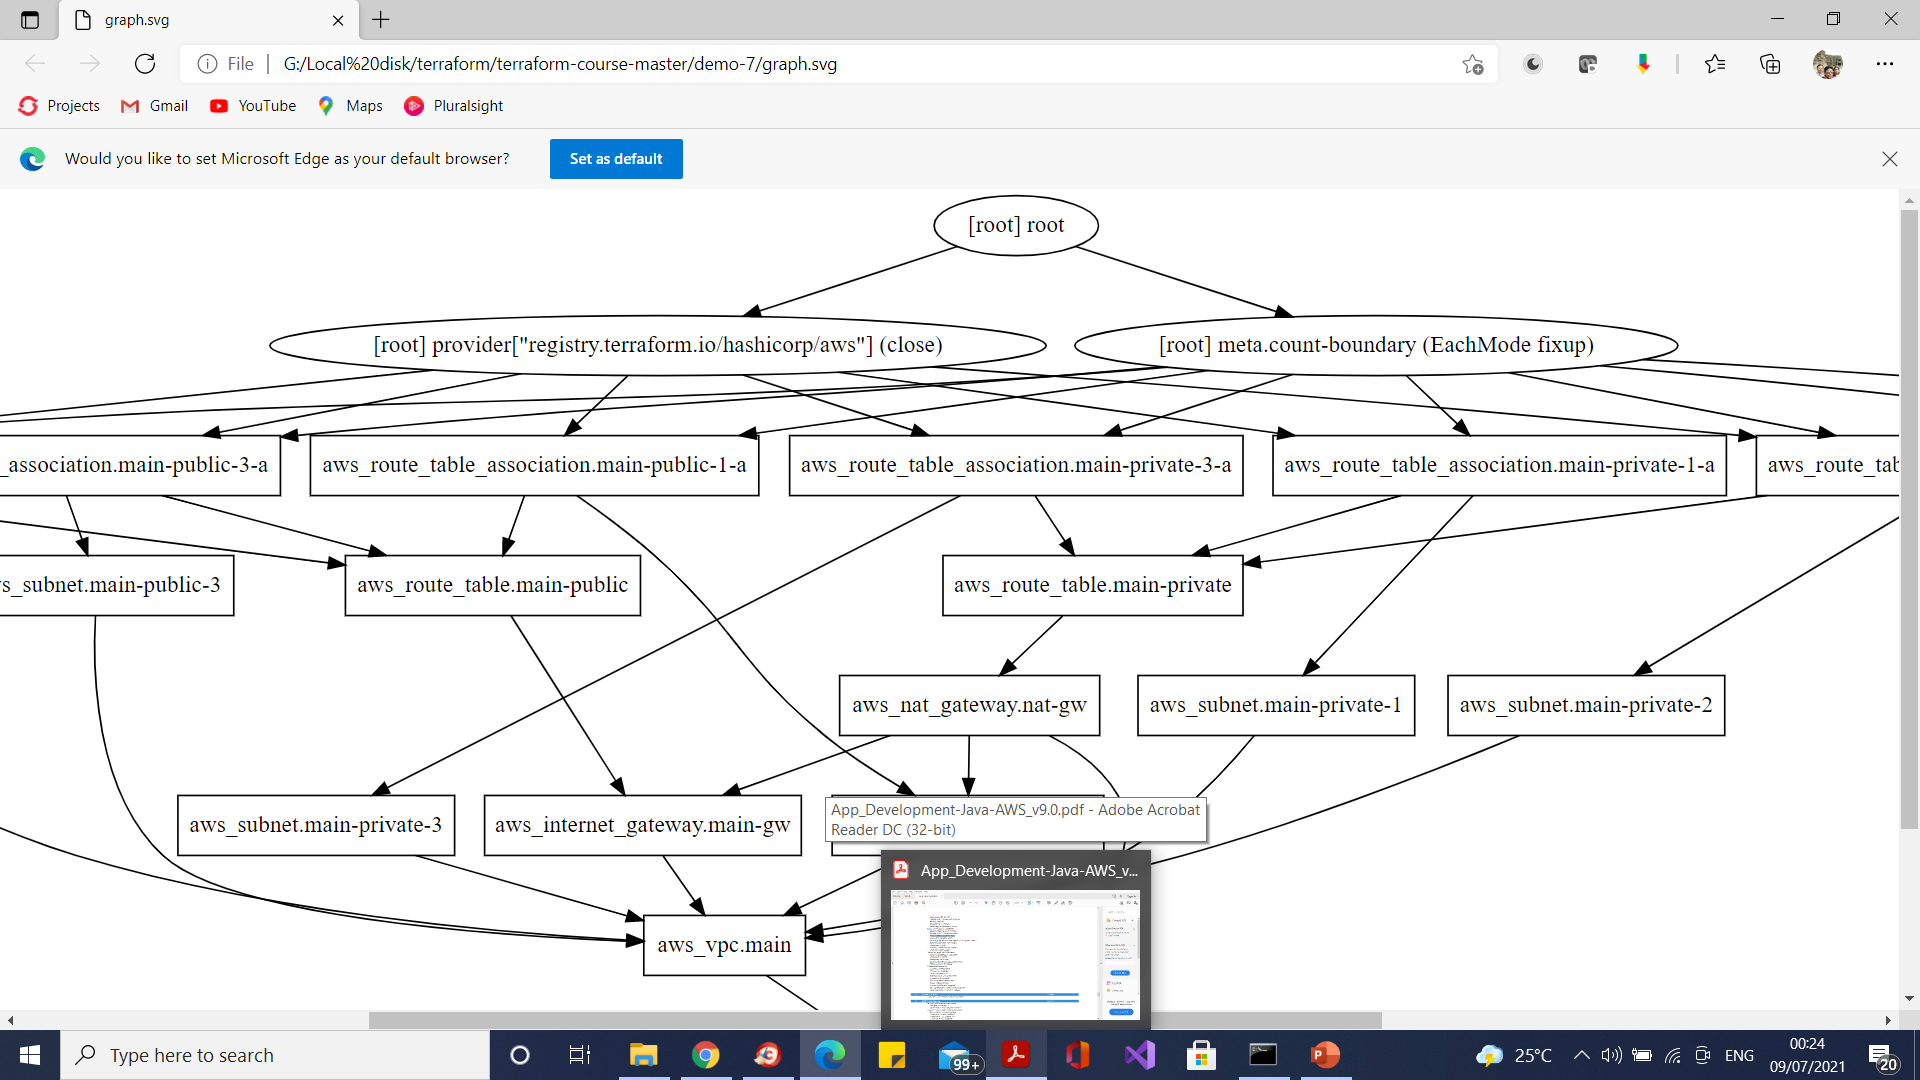 graph.svg
File
G:/Local%20disk/terraform/terraform-course-master/demo-7/graph.svg
Projects
Gmail
YouTube
Maps
Pluralsight
Would you like to set Microsoft Edge as your default browser?
Set as default
[root] root
[root] provider["registry.terraform.io/hashicorp/aws"] (close)
[root] meta.count-boundary (EachMode fixup)
_association.main-public-3-a
aws_route_table_association.main-public-1-a
aws_route_table_association.main-private-3-a
aws_route_table_association.main-private-1-a
aws_route_tab
s_subnet.main-public-3
aws_route_table.main-public
aws_route_table.main-private
aws_nat_gateway.nat-gw
aws_subnet.main-private-1
aws_subnet.main-private-2
aws_subnet.main-private-3
aws_internet_gateway.main-gw
App_Development-Java-AWS_v9.0.pdf - Adobe Acrobat
Reader DC (32-bit)
App_Development-Java-AWS_v...
aws_vpc.main
Type here to search
99+
25°C
ENG
00:24
09/07/2021
20